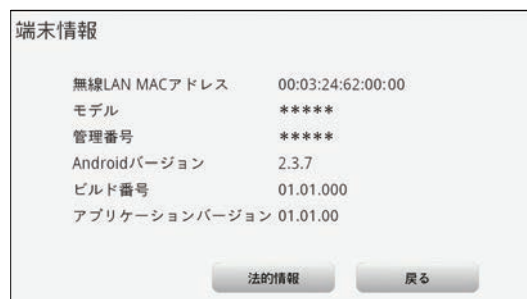 端末情報
無線LAN MACアドレス 00:03:24:62:00:00
モデル *****
管理番号 *****
Androidバージョン 2.3.7
ビルド番号 01.01.000
アプリケーションバージョン 01.01.00
法的情報 戻る